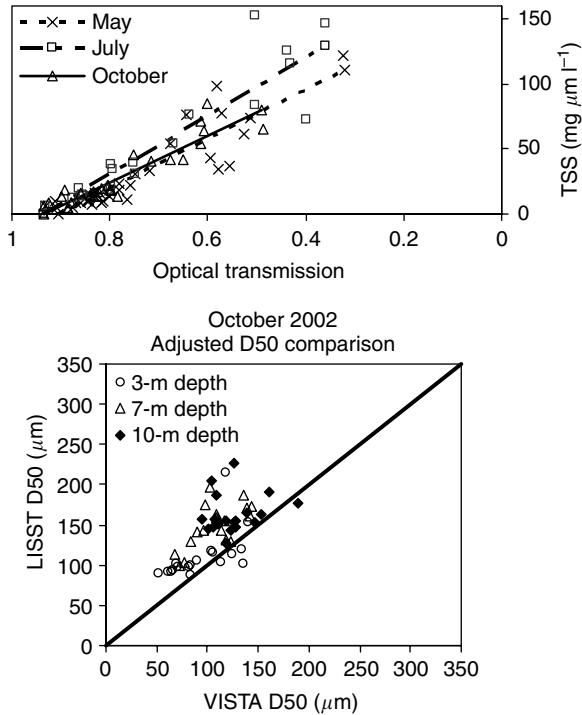 May
July
October
150
100
50
0
TSS (mg μm l⁻¹)
1 0.8 0.6 0.4 0.2 0
Optical transmission
October 2002
Adjusted D50 comparison
350
300
250
200
150
100
50
0
LISST D50 (μm)
3-m depth
7-m depth
10-m depth
0 50 100 150 200 250 300 350
VISTA D50 (μm)